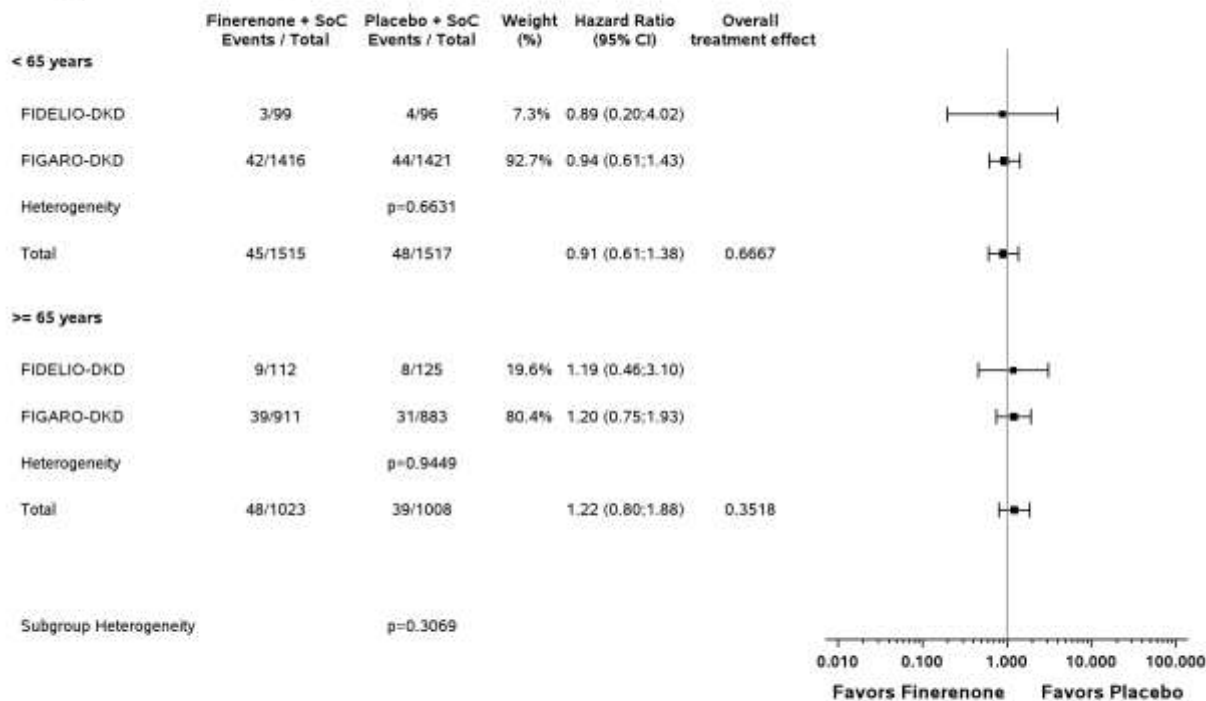 Finerenone + SoC Placebo + SoC Weight Hazard Ratio Overall
Events / Total Events / Total (%) (95% CI) treatment effect
< 65 years
FIDELIO-DKD 3/99 4/96 7.3% 0.89 (0.20;4.02)
FIGARO-DKD 42/1416 44/1421 92.7% 0.94 (0.61;1.43)
Heterogeneity p=0.6631
Total 45/1515 48/1517 0.91 (0.61;1.38) 0.6667
>= 65 years
FIDELIO-DKD 9/112 8/125 19.6% 1.19 (0.46;3.10)
FIGARO-DKD 39/911 31/883 80.4% 1.20 (0.75;1.93)
Heterogeneity p=0.9449
Total 48/1023 39/1008 1.22 (0.80;1.88) 0.3518
Subgroup Heterogeneity p=0.3069
0.010 0.100 1.000 10.000 100.000
Favors Finerenone Favors Placebo